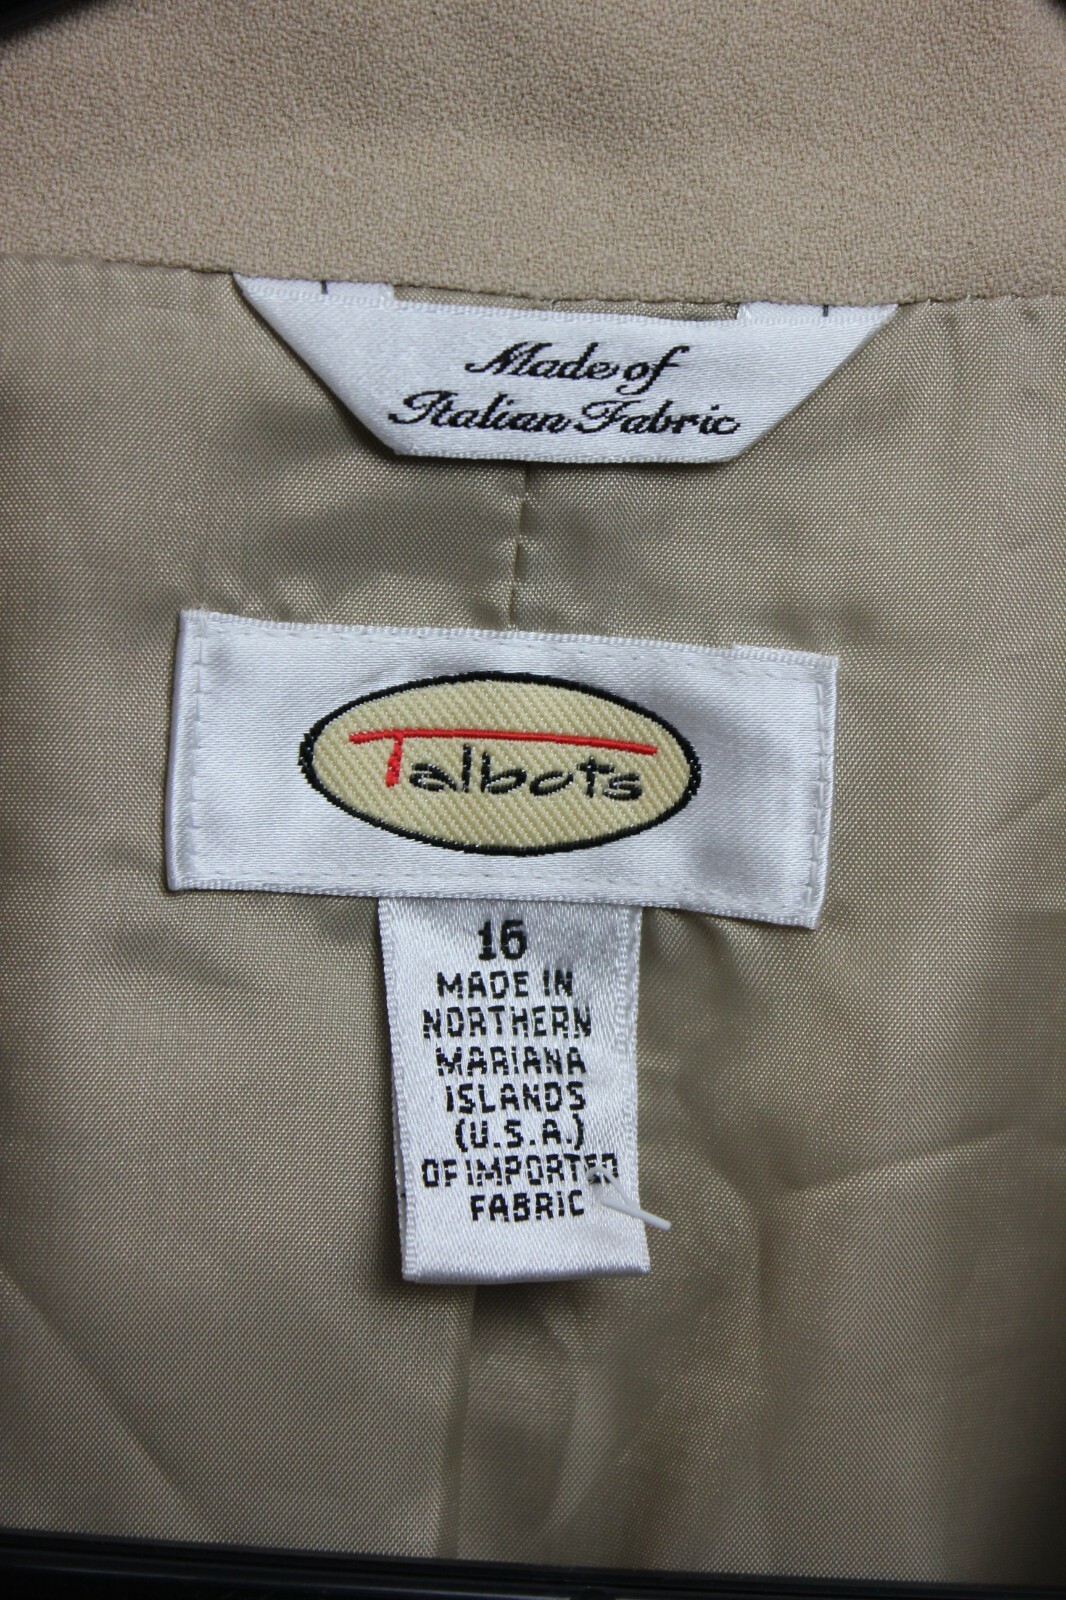 Made of
Italian Fabric
Talbots
16
MADE IN
NORTHERN
MARIANA
ISLANDS
(U.S.A.)
OF IMPORTED
FABRIC